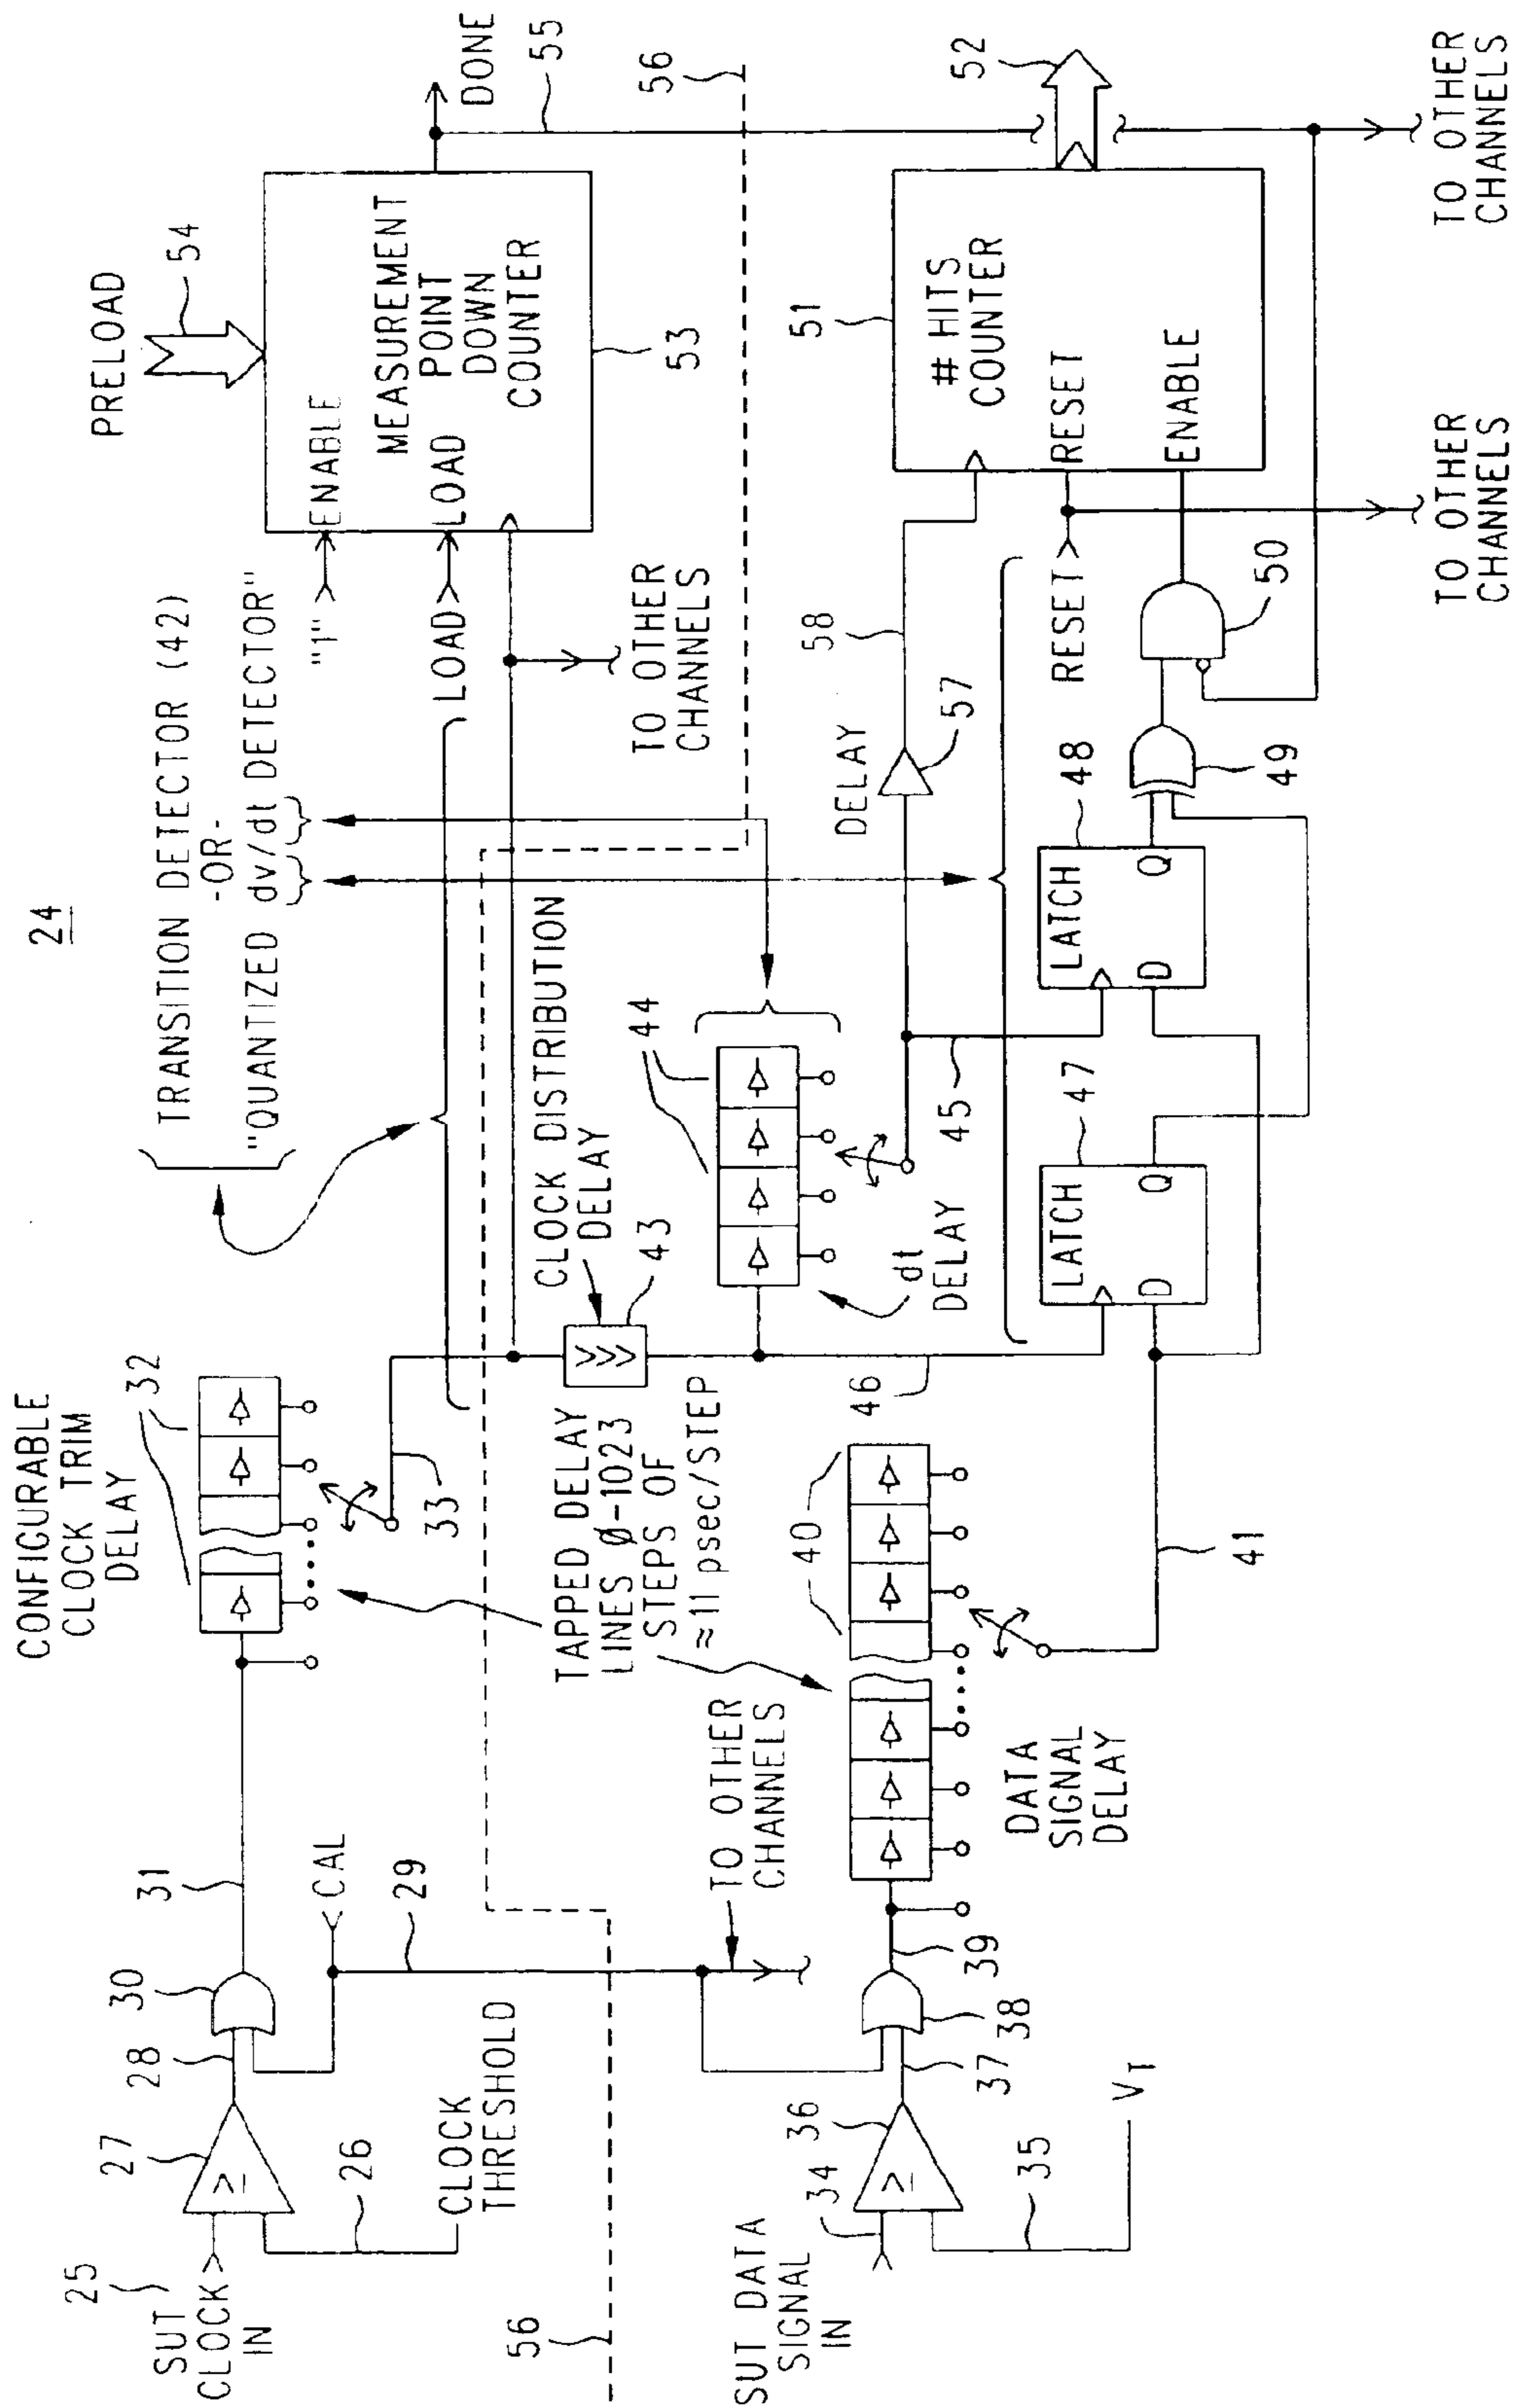 24
SUT
CLOCK
IN
25
27
28
30
31
CONFIGURABLE
CLOCK TRIM
DELAY
32
33
26
CLOCK
THRESHOLD
CAL
29
TRANSITION DETECTOR (42)
-OR-
"QUANTIZED dv/dt DETECTOR"
PRELOAD
54
"1"
ENABLE
LOAD
LOAD
MEASUREMENT
POINT
DOWN
COUNTER
53
DONE
55
56
56
TO OTHER
CHANNELS
CLOCK DISTRIBUTION
DELAY
43
TAPPED DELAY
LINES Ø-1023
STEPS OF
≈11 psec/STEP
44
dt
DELAY
DELAY
57
58
45
46
TO OTHER
CHANNELS
SUT DATA
SIGNAL
IN
34
36
37
38
39
35
VT
40
DATA
SIGNAL
DELAY
41
LATCH
D
Q
47
LATCH
D
Q
48
49
50
RESET
# HITS
COUNTER
RESET
ENABLE
51
52
TO OTHER
CHANNELS
TO OTHER
CHANNELS